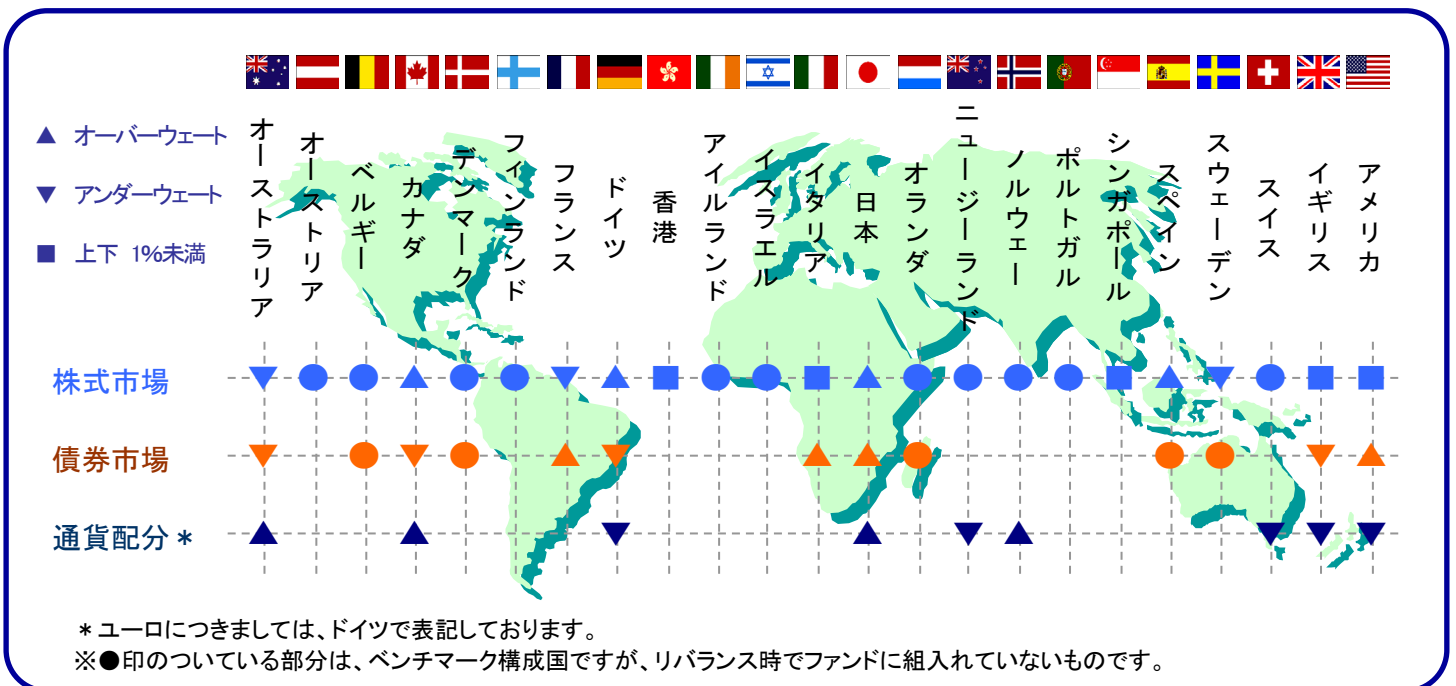 ▲ オーバーウェート
▼ アンダーウェート
■ 上下 1%未満
オーストラリア
オーストリア
ベルギー
カナダ
デンマーク
フィンランド
フランス
ドイツ
香港
アイルランド
イスラエル
イタリア
日本
オランダ
ニュージーランド
ノルウェー
ポルトガル
シンガポール
スペイン
スウェーデン
スイス
イギリス
アメリカ
株式市場
債券市場
通貨配分*
*ユーロにつきましては、ドイツで表記しております。
※●印のついている部分は、ベンチマーク構成国ですが、リバランス時でファンドに組入れていないものです。